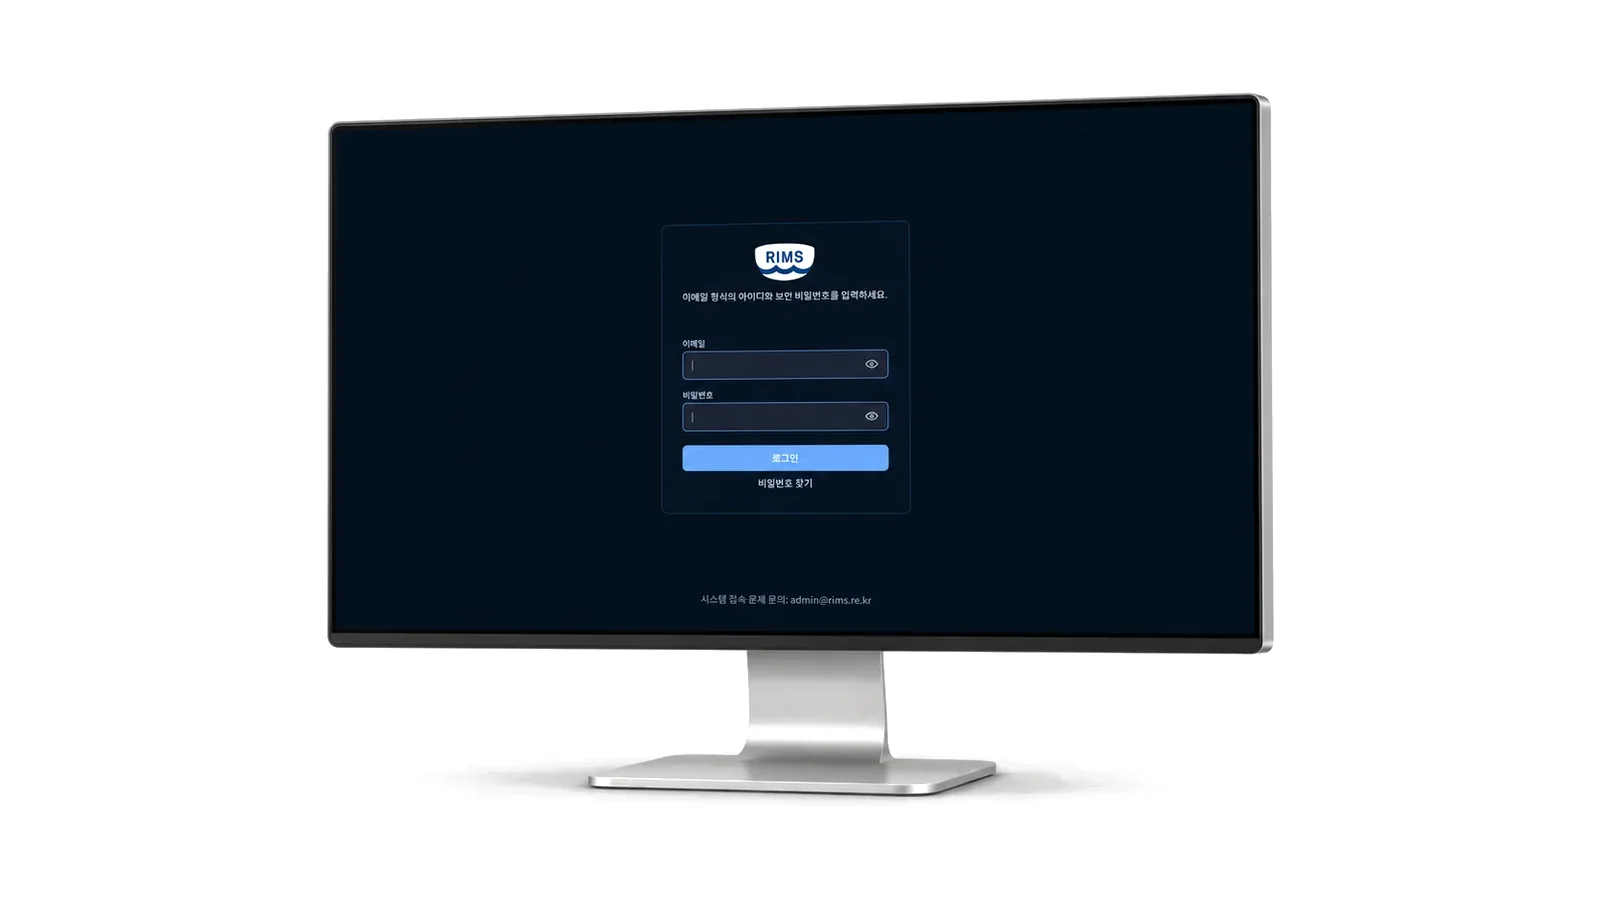 RIMS
이메일 형식의 아이디와 보안 비밀번호를 입력하세요.
이메일
비밀번호
로그인
비밀번호 찾기
시스템 접속 문제 문의: admin@rims.re.kr